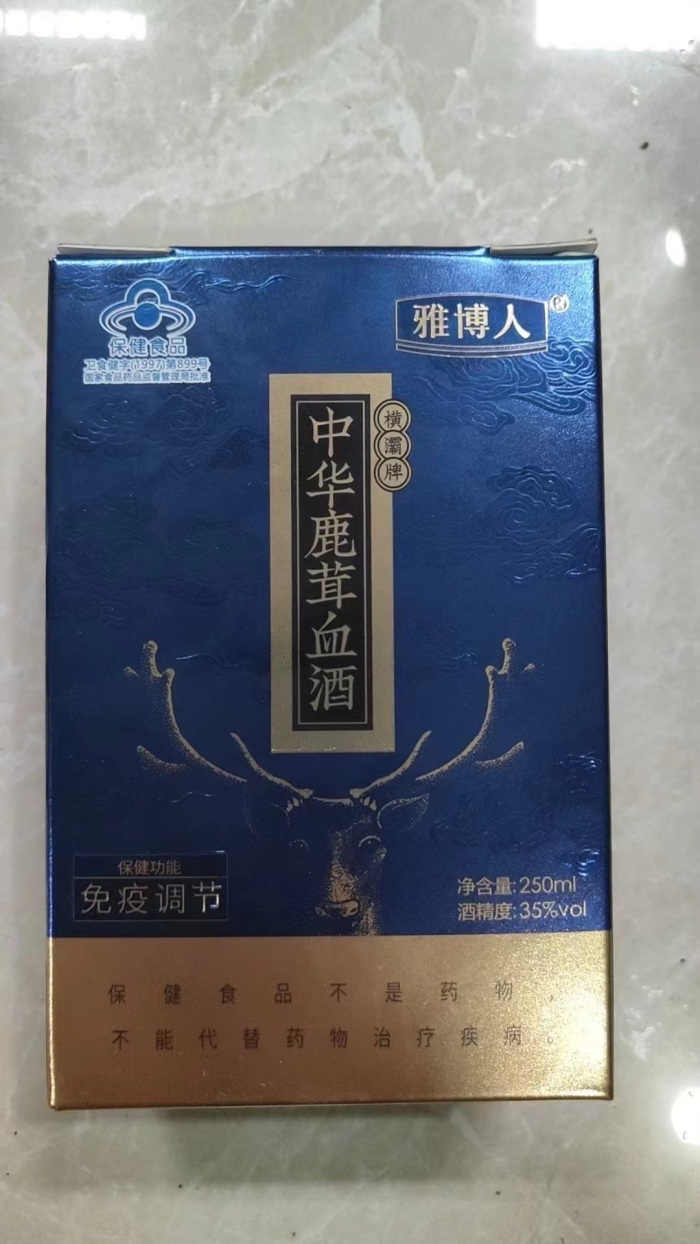 保健食品
卫食健字(1997)第899号
国家食品药品监督管理局批准
雅博人®
横灞牌
中华鹿茸血酒
保健功能
免疫调节
净含量:250ml
酒精度:35%vol
保健食品不是药物,
不能代替药物治疗疾病。